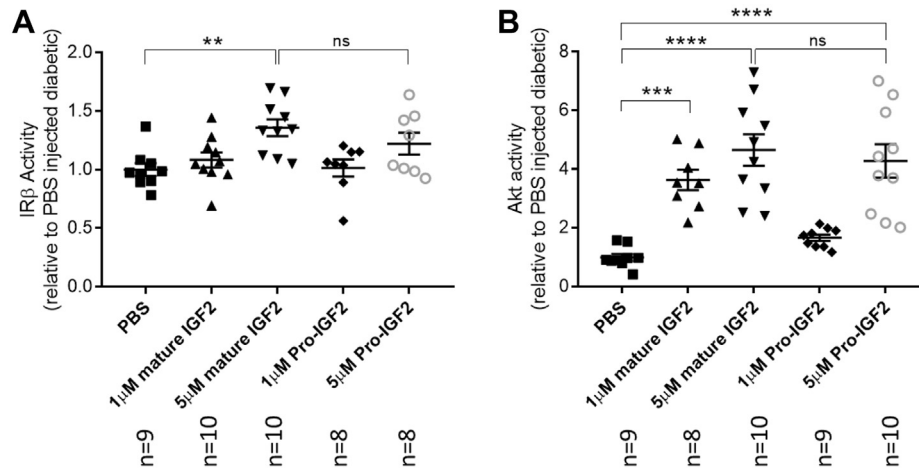 A
IRβ Activity
(relative to PBS injected diabetic)
2.0
1.5
1.0
0.5
0.0
**
ns
PBS
1μM mature IGF2
5μM mature IGF2
1μM Pro-IGF2
5μM Pro-IGF2
n=9
n=10
n=10
n=8
n=8
B
Akt activity
(relative to PBS injected diabetic)
8
6
4
2
0
****
****
ns
***
PBS
1μM mature IGF2
5μM mature IGF2
1μM Pro-IGF2
5μM Pro-IGF2
n=9
n=8
n=10
n=9
n=10